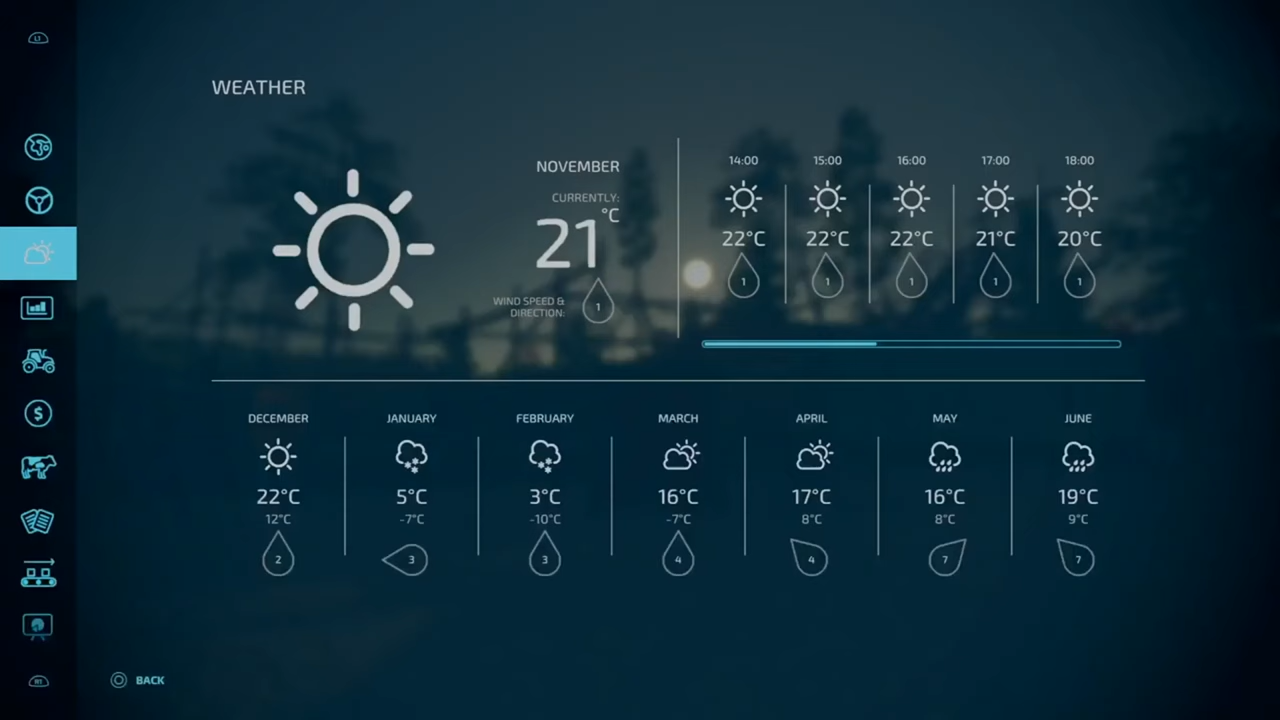 L1
WEATHER
NOVEMBER
CURRENTLY:
21°C
WIND SPEED &
DIRECTION:
1
14:00 15:00 16:00 17:00 18:00
22°C 22°C 22°C 21°C 20°C
1 1 1 1 1
DECEMBER JANUARY FEBRUARY MARCH APRIL MAY JUNE
22°C 5°C 3°C 16°C 17°C 16°C 19°C
12°C -7°C -10°C -7°C 8°C 8°C 9°C
2 3 3 4 4 7 7
$
R1
BACK